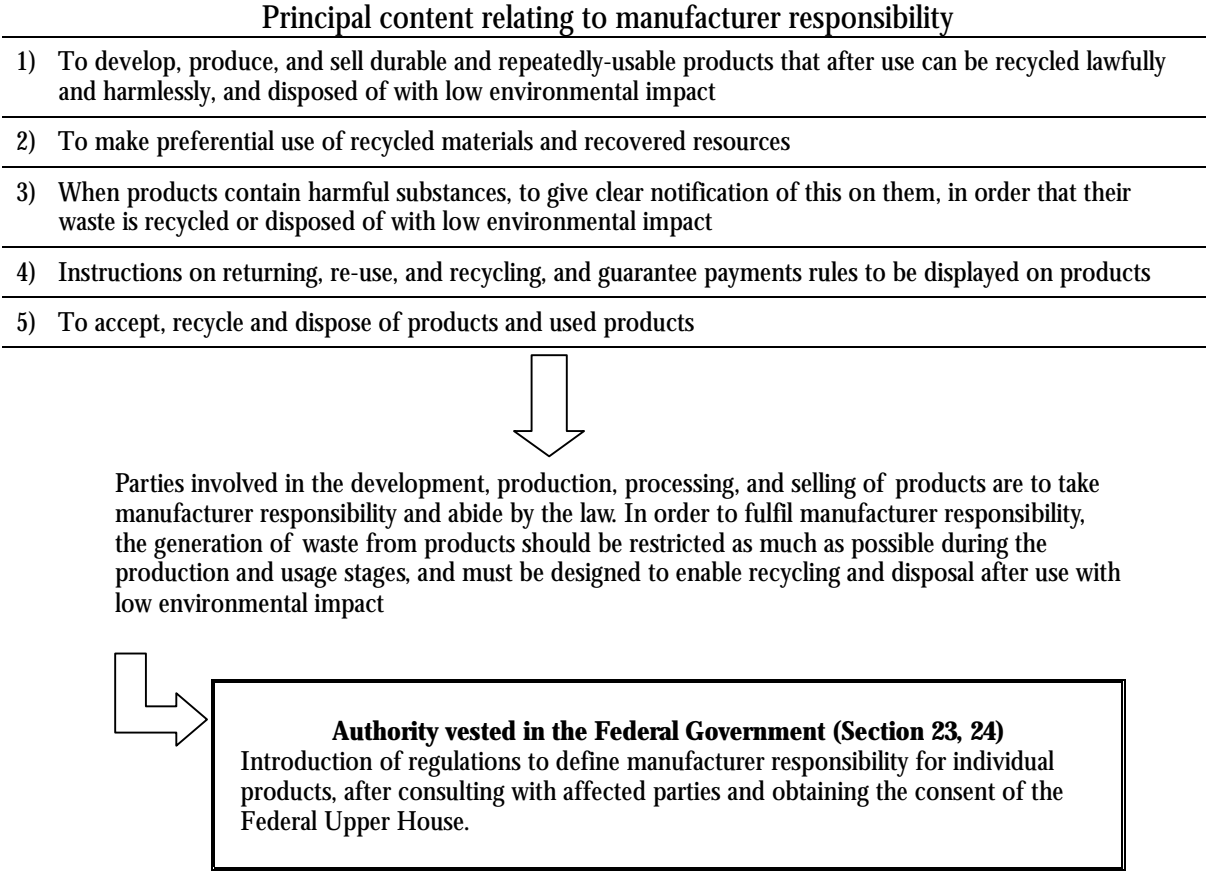 Principal content relating to manufacturer responsibility
1) To develop, produce, and sell durable and repeatedly-usable products that after use can be recycled lawfully
and harmlessly, and disposed of with low environmental impact
2) To make preferential use of recycled materials and recovered resources
3) When products contain harmful substances, to give clear notification of this on them, in order that their
waste is recycled or disposed of with low environmental impact
4) Instructions on returning, re-use, and recycling, and guarantee payments rules to be displayed on products
5) To accept, recycle and dispose of products and used products
Parties involved in the development, production, processing, and selling of products are to take
manufacturer responsibility and abide by the law. In order to fulfil manufacturer responsibility,
the generation of waste from products should be restricted as much as possible during the
production and usage stages, and must be designed to enable recycling and disposal after use with
low environmental impact
Authority vested in the Federal Government (Section 23, 24)
Introduction of regulations to define manufacturer responsibility for individual
products, after consulting with affected parties and obtaining the consent of the
Federal Upper House.